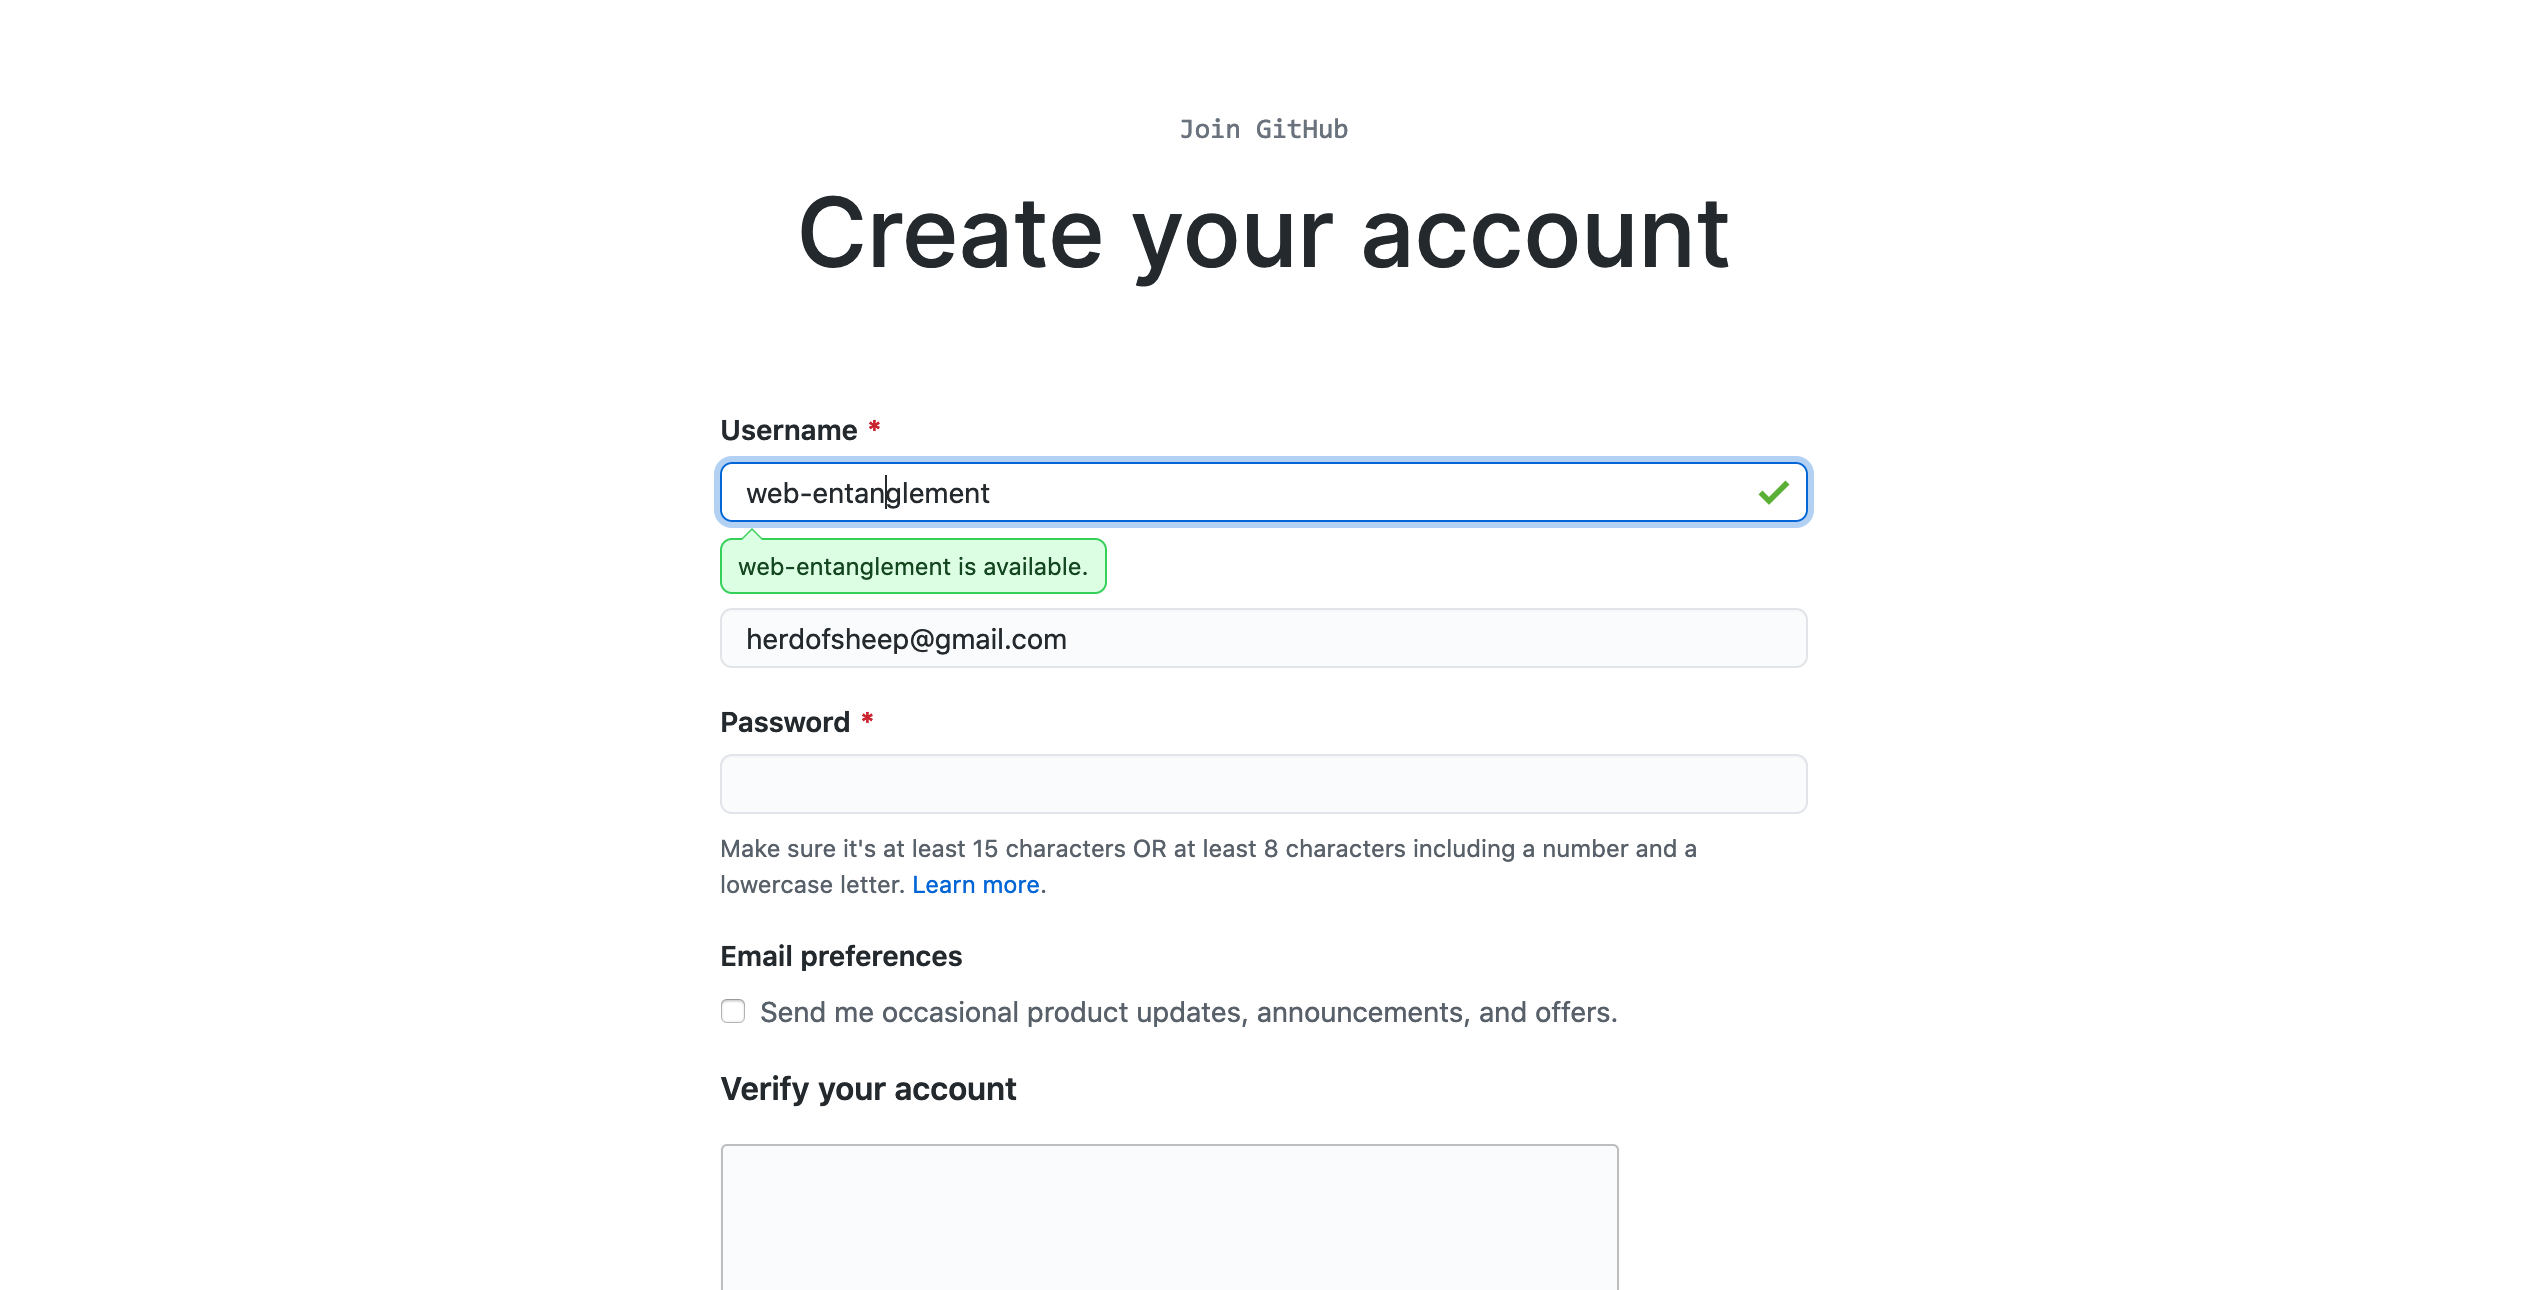 Join GitHub
Create your account
Username *
web-entanglement
web-entanglement is available.
herdofsheep@gmail.com
Password *
Make sure it's at least 15 characters OR at least 8 characters including a number and a
lowercase letter. Learn more.
Email preferences
Send me occasional product updates, announcements, and offers.
Verify your account